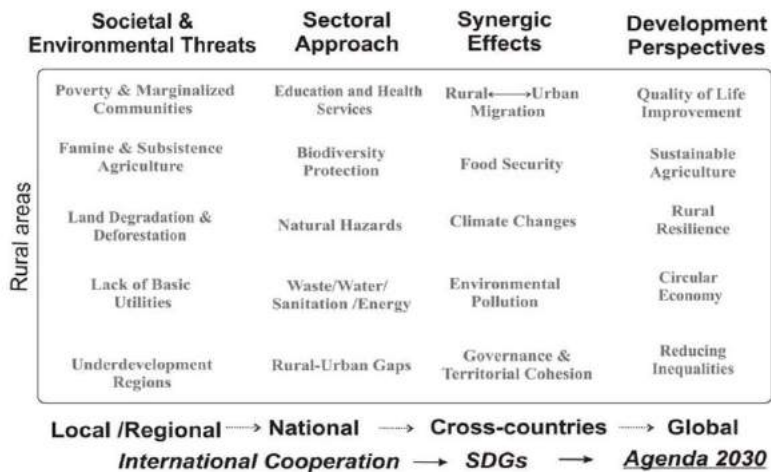 Societal &
Environmental Threats
Sectoral
Approach
Synergic
Effects
Development
Perspectives
Rural areas
Poverty & Marginalized
Communities
Education and Health
Services
Rural Urban
Migration
Quality of Life
Improvement
Famine & Subsistence
Agriculture
Biodiversity
Protection
Food Security
Sustainable
Agriculture
Land Degradation &
Deforestation
Natural Hazards
Climate Changes
Rural
Resilience
Lack of Basic
Utilities
Waste/Water/
Sanitation /Energy
Environmental
Pollution
Circular
Economy
Underdevelopment
Regions
Rural-Urban Gaps
Governance &
Territorial Cohesion
Reducing
Inequalities
Local /Regional National Cross-countries Global
International Cooperation SDGs Agenda 2030